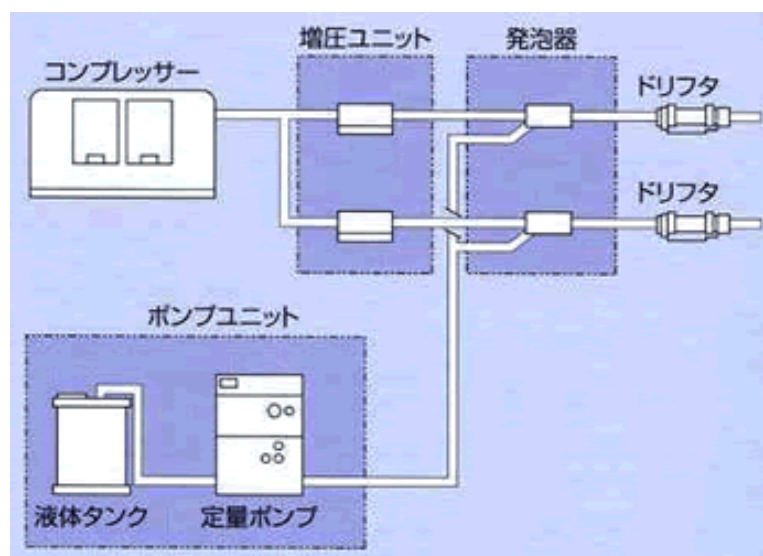 増圧ユニット
発泡器
コンプレッサー
ドリフタ
ドリフタ
ポンプユニット
液体タンク
定量ポンプ